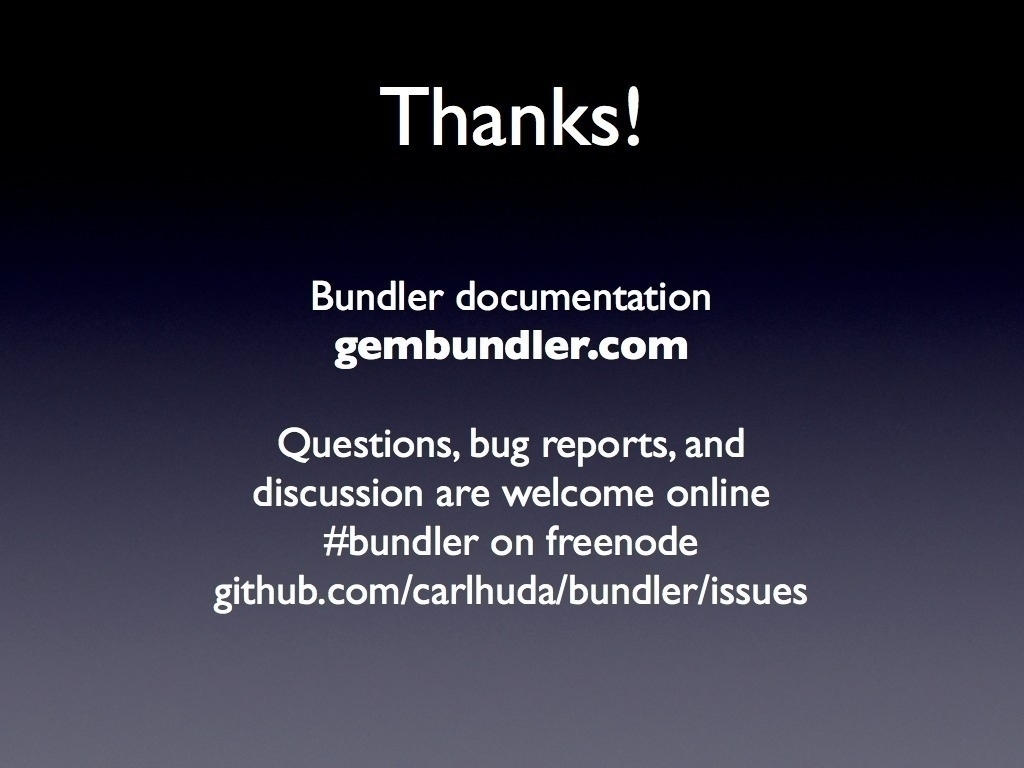 Thanks!
Bundler documentation
gembundler.com
Questions, bug reports, and
discussion are welcome online
#bundler on freenode
github.com/carlhuda/bundler/issues